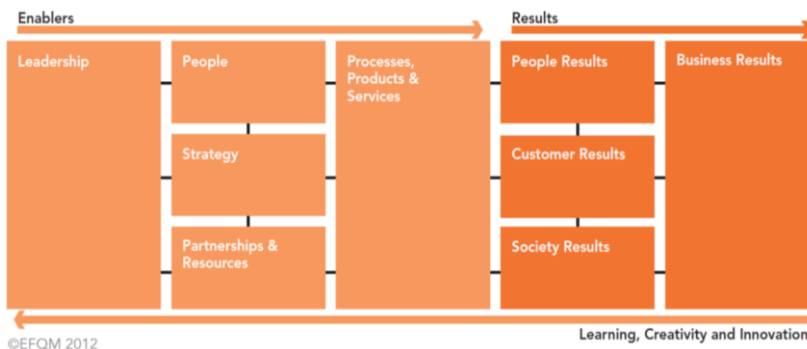 Enablers
Results
Leadership
People
Processes,
Products &
Services
People Results
Business Results
Strategy
Customer Results
Partnerships &
Resources
Society Results
Learning, Creativity and Innovation
©EFQM 2012